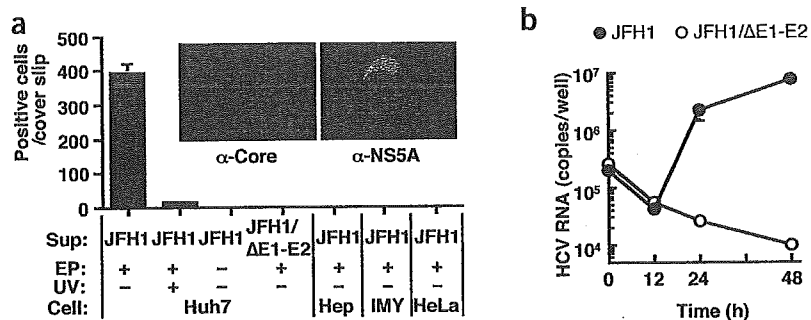 a
Positive cells
/cover slip
500
400
300
200
100
0
α-Core
α-NS5A
Sup: JFH1 JFH1 JFH1 JFH1/ΔE1-E2 JFH1 JFH1 JFH1
EP: + + − + + + +
UV: − + − − − − −
Cell: Huh7 Hep IMY HeLa
b
JFH1 JFH1/ΔE1-E2
HCV RNA (copies/well)
10⁷
10⁶
10⁵
10⁴
0 12 24 48
Time (h)